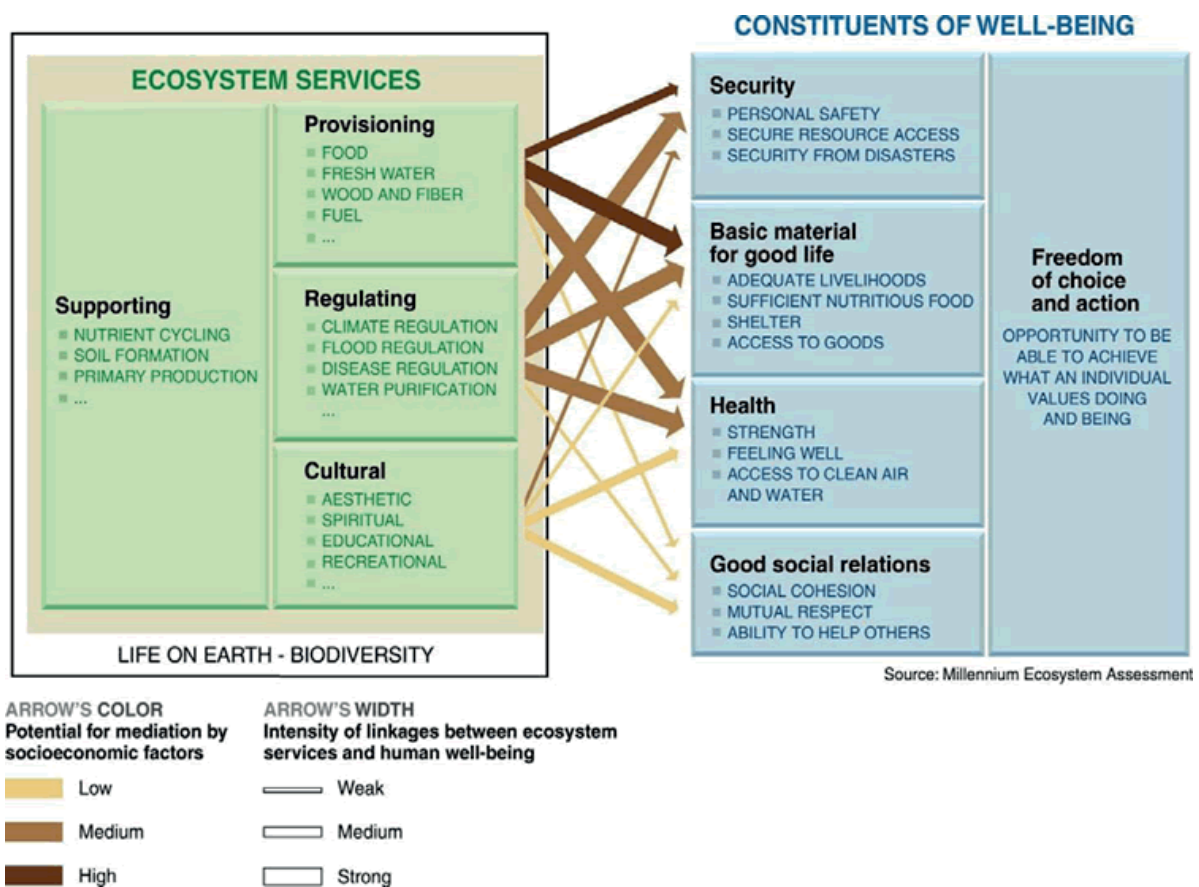 CONSTITUENTS OF WELL-BEING
ECOSYSTEM SERVICES
Supporting
NUTRIENT CYCLING
SOIL FORMATION
PRIMARY PRODUCTION
...
Provisioning
FOOD
FRESH WATER
WOOD AND FIBER
FUEL
...
Regulating
CLIMATE REGULATION
FLOOD REGULATION
DISEASE REGULATION
WATER PURIFICATION
...
Cultural
AESTHETIC
SPIRITUAL
EDUCATIONAL
RECREATIONAL
...
LIFE ON EARTH - BIODIVERSITY
Security
PERSONAL SAFETY
SECURE RESOURCE ACCESS
SECURITY FROM DISASTERS
Basic material
for good life
ADEQUATE LIVELIHOODS
SUFFICIENT NUTRITIOUS FOOD
SHELTER
ACCESS TO GOODS
Health
STRENGTH
FEELING WELL
ACCESS TO CLEAN AIR
AND WATER
Good social relations
SOCIAL COHESION
MUTUAL RESPECT
ABILITY TO HELP OTHERS
Freedom
of choice
and action
OPPORTUNITY TO BE
ABLE TO ACHIEVE
WHAT AN INDIVIDUAL
VALUES DOING
AND BEING
Source: Millennium Ecosystem Assessment
ARROW'S COLOR
Potential for mediation by
socioeconomic factors
Low
Medium
High
ARROW'S WIDTH
Intensity of linkages between ecosystem
services and human well-being
Weak
Medium
Strong